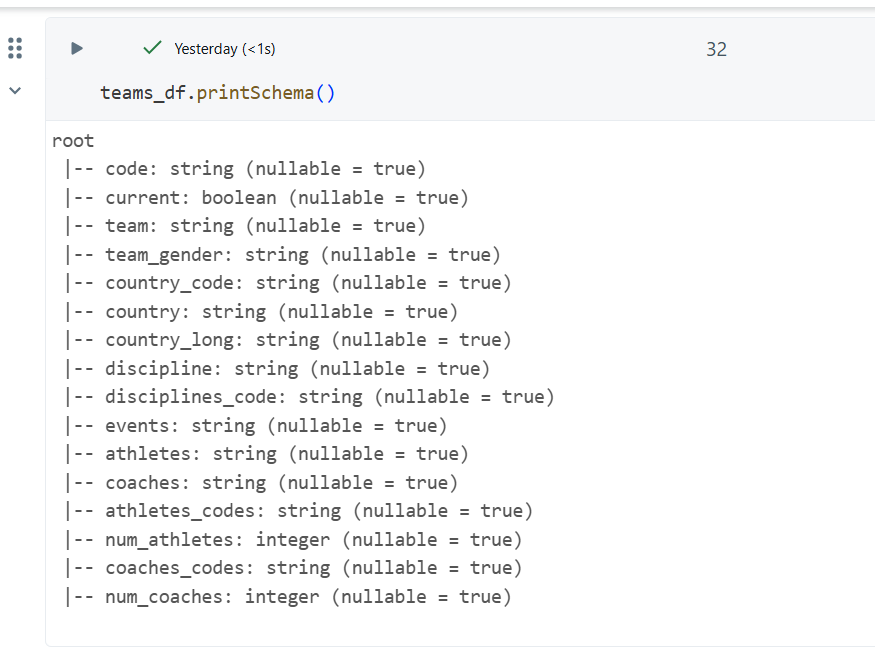 Yesterday (<1s) 32
teams_df.printSchema()
root
 |-- code: string (nullable = true)
 |-- current: boolean (nullable = true)
 |-- team: string (nullable = true)
 |-- team_gender: string (nullable = true)
 |-- country_code: string (nullable = true)
 |-- country: string (nullable = true)
 |-- country_long: string (nullable = true)
 |-- discipline: string (nullable = true)
 |-- disciplines_code: string (nullable = true)
 |-- events: string (nullable = true)
 |-- athletes: string (nullable = true)
 |-- coaches: string (nullable = true)
 |-- athletes_codes: string (nullable = true)
 |-- num_athletes: integer (nullable = true)
 |-- coaches_codes: string (nullable = true)
 |-- num_coaches: integer (nullable = true)